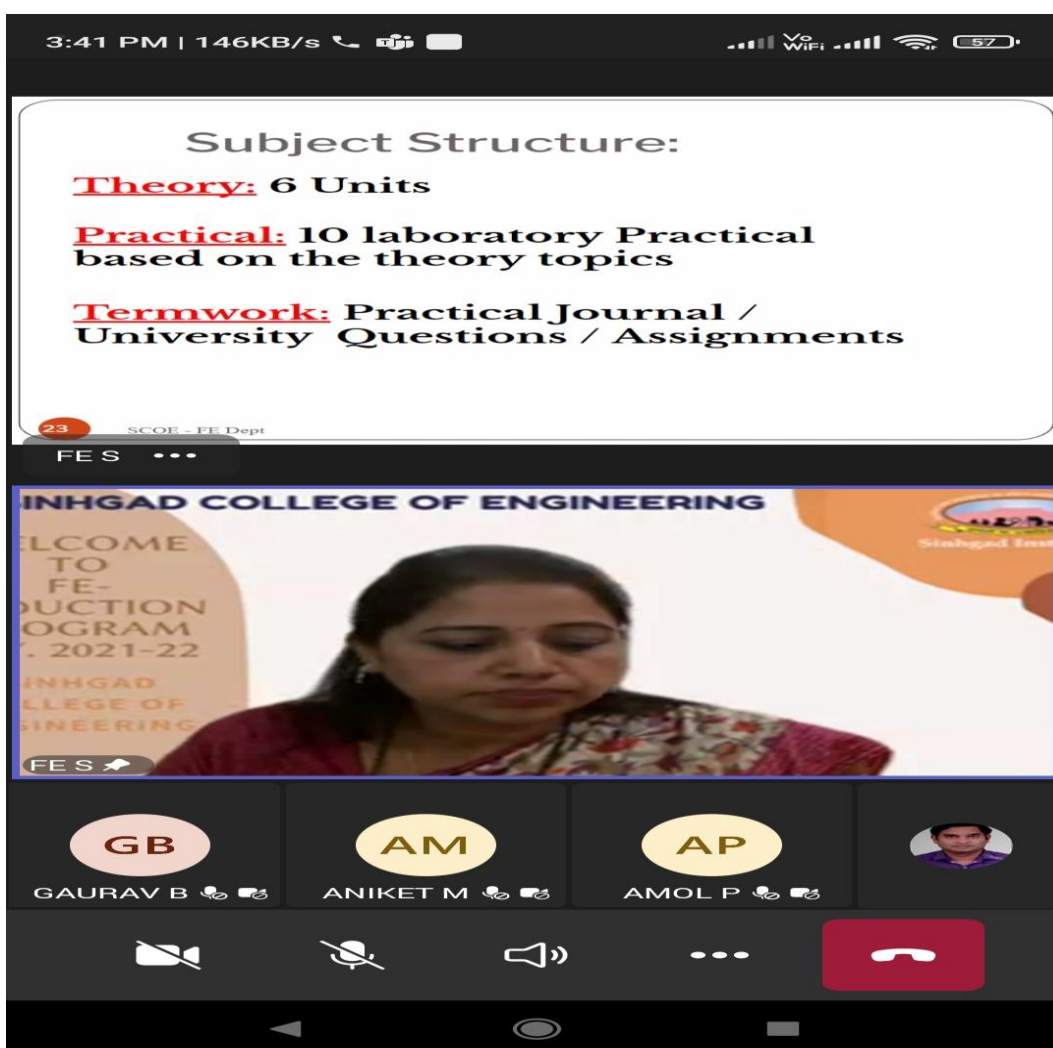 3:41 PM | 146KB/s
Vo
WiFi
57
Subject Structure:
Theory: 6 Units
Practical: 10 laboratory Practical
based on the theory topics
Termwork: Practical Journal /
University Questions / Assignments
23 SCOE - FE Dept
FE S •••
INHGAD COLLEGE OF ENGINEERING
Sinhgad Inst
ELCOME
TO
FE-
DUCTION
OGRAM
. 2021-22
INHGAD
LLEGE OF
GINEERING
FE S
GB
AM
AP
GAURAV B
ANIKET M
AMOL P